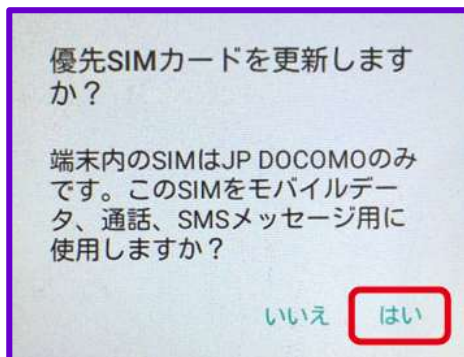 優先SIMカードを更新します
か？
端末内のSIMはJP DOCOMOのみ
です。このSIMをモバイルデー
タ、通話、SMSメッセージ用に
使用しますか？
いいえ
はい